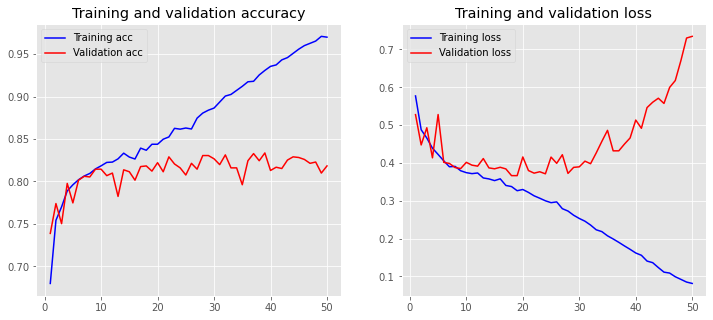 Training and validation accuracy
Training acc
Validation acc
0.95
0.90
0.85
0.80
0.75
0.70
0 10 20 30 40 50
Training and validation loss
Training loss
Validation loss
0.7
0.6
0.5
0.4
0.3
0.2
0.1
0 10 20 30 40 50